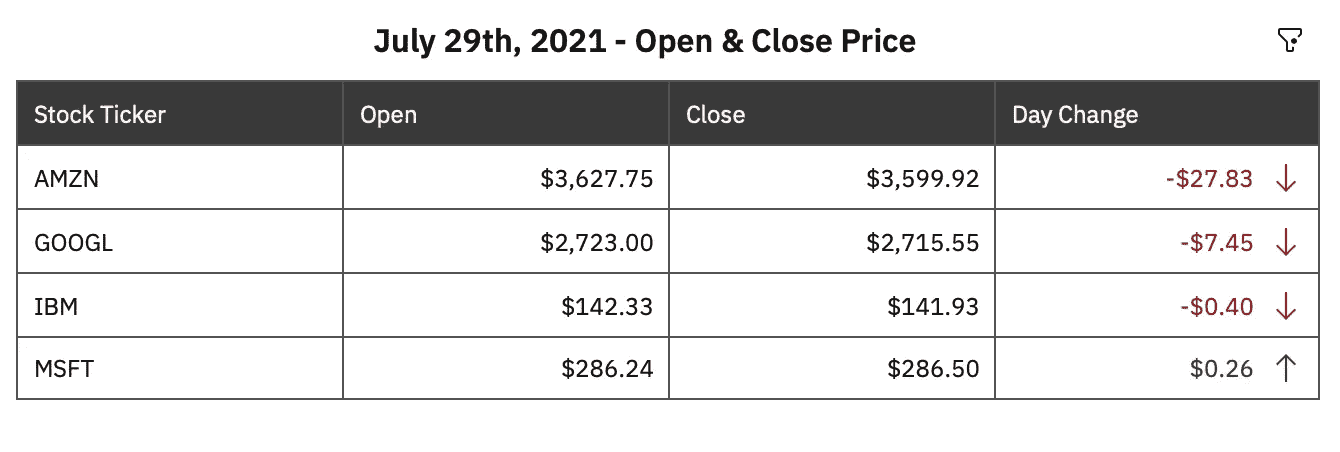 July 29th, 2021 - Open & Close Price
Stock Ticker Open Close Day Change
AMZN $3,627.75 $3,599.92 -$27.83 ↓
GOOGL $2,723.00 $2,715.55 -$7.45 ↓
IBM $142.33 $141.93 -$0.40 ↓
MSFT $286.24 $286.50 $0.26 ↑